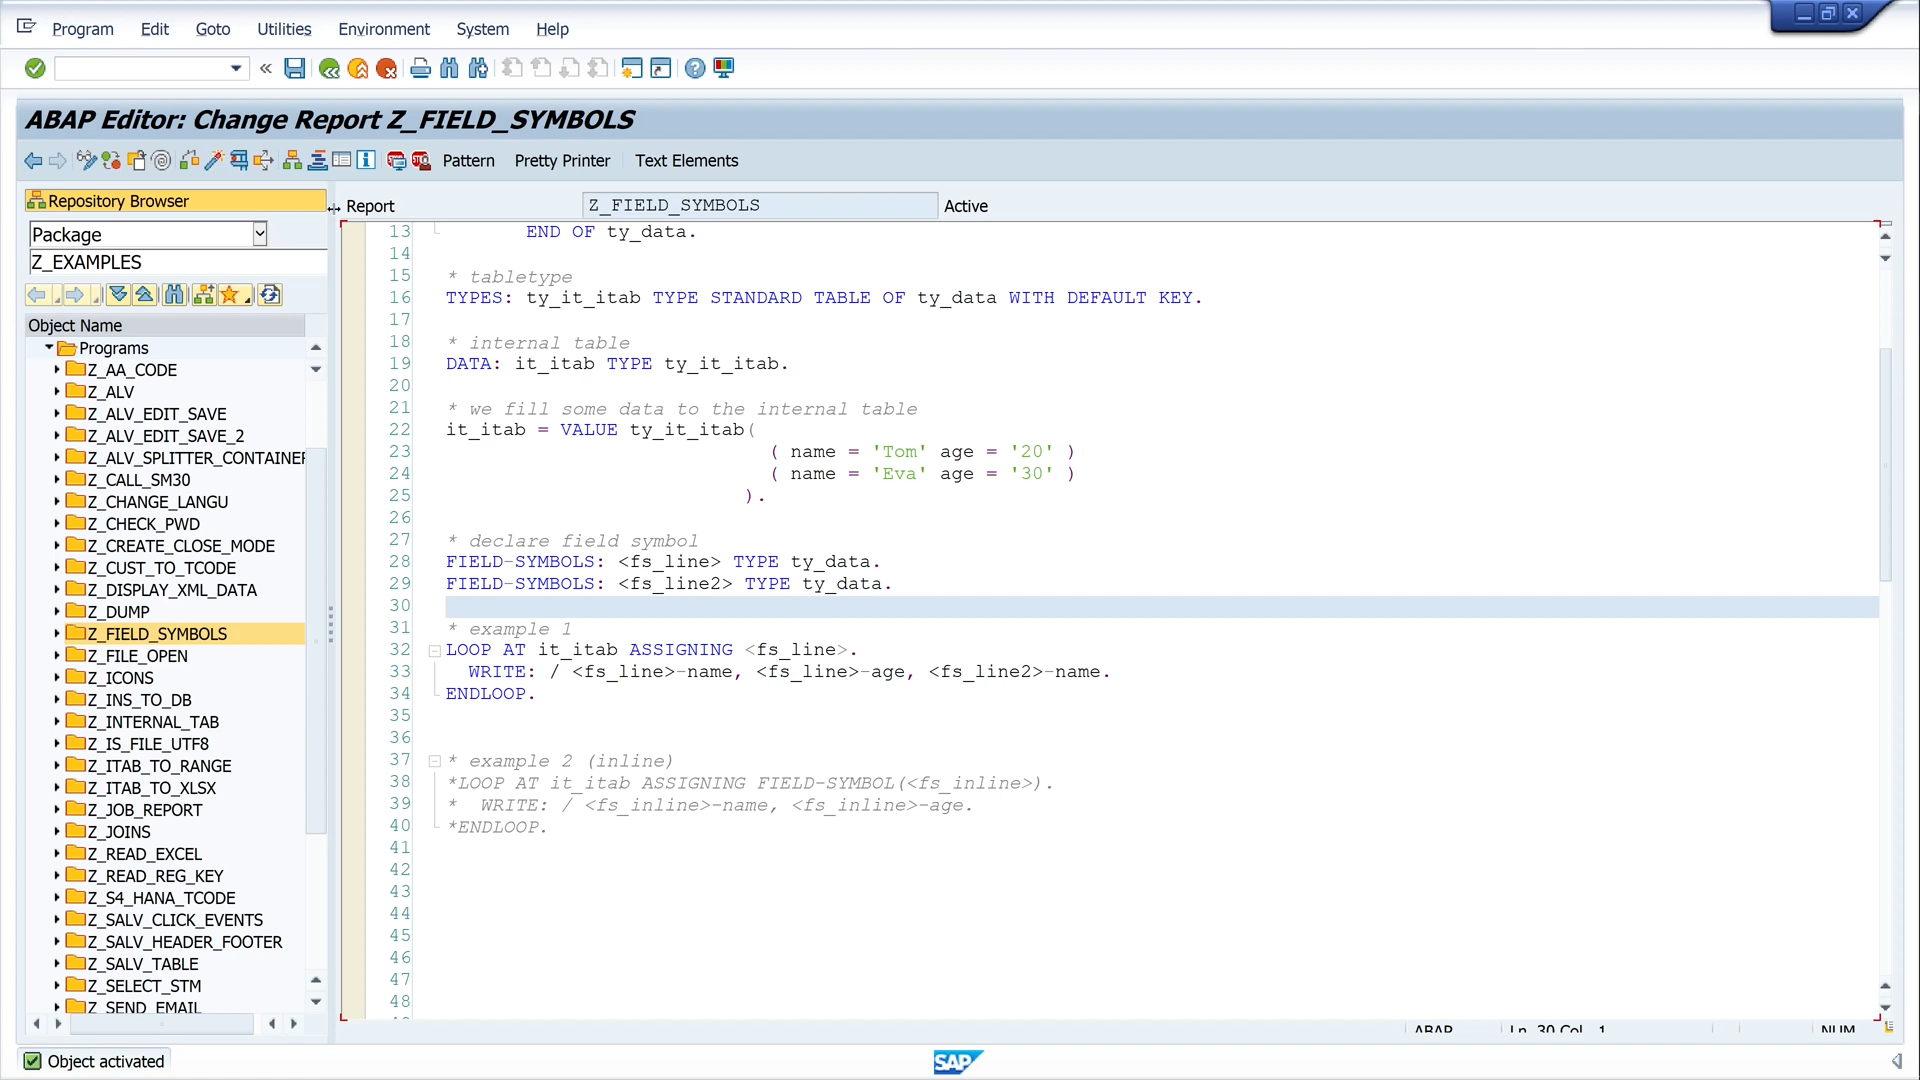 Program Edit Goto Utilities Environment System Help
ABAP Editor: Change Report Z_FIELD_SYMBOLS
Pattern Pretty Printer Text Elements
Repository Browser
Package
Z_EXAMPLES
Object Name
Programs
Z_AA_CODE
Z_ALV
Z_ALV_EDIT_SAVE
Z_ALV_EDIT_SAVE_2
Z_ALV_SPLITTER_CONTAINER
Z_CALL_SM30
Z_CHANGE_LANGU
Z_CHECK_PWD
Z_CREATE_CLOSE_MODE
Z_CUST_TO_TCODE
Z_DISPLAY_XML_DATA
Z_DUMP
Z_FIELD_SYMBOLS
Z_FILE_OPEN
Z_ICONS
Z_INS_TO_DB
Z_INTERNAL_TAB
Z_IS_FILE_UTF8
Z_ITAB_TO_RANGE
Z_ITAB_TO_XLSX
Z_JOB_REPORT
Z_JOINS
Z_READ_EXCEL
Z_READ_REG_KEY
Z_S4_HANA_TCODE
Z_SALV_CLICK_EVENTS
Z_SALV_HEADER_FOOTER
Z_SALV_TABLE
Z_SELECT_STM
Z_SEND_EMAIL
Report Z_FIELD_SYMBOLS Active
13 END OF ty_data.
14
15 * tabletype
16 TYPES: ty_it_itab TYPE STANDARD TABLE OF ty_data WITH DEFAULT KEY.
17
18 * internal table
19 DATA: it_itab TYPE ty_it_itab.
20
21 * we fill some data to the internal table
22 it_itab = VALUE ty_it_itab(
23 ( name = 'Tom' age = '20' )
24 ( name = 'Eva' age = '30' )
25 ).
26
27 * declare field symbol
28 FIELD-SYMBOLS: <fs_line> TYPE ty_data.
29 FIELD-SYMBOLS: <fs_line2> TYPE ty_data.
30
31 * example 1
32 LOOP AT it_itab ASSIGNING <fs_line>.
33 WRITE: / <fs_line>-name, <fs_line>-age, <fs_line2>-name.
34 ENDLOOP.
35
36
37 * example 2 (inline)
38 *LOOP AT it_itab ASSIGNING FIELD-SYMBOL(<fs_inline>).
39 * WRITE: / <fs_inline>-name, <fs_inline>-age.
40 *ENDLOOP.
41
42
43
44
45
46
47
48
ABAP Ln 30 Col 1 NUM
Object activated
SAP